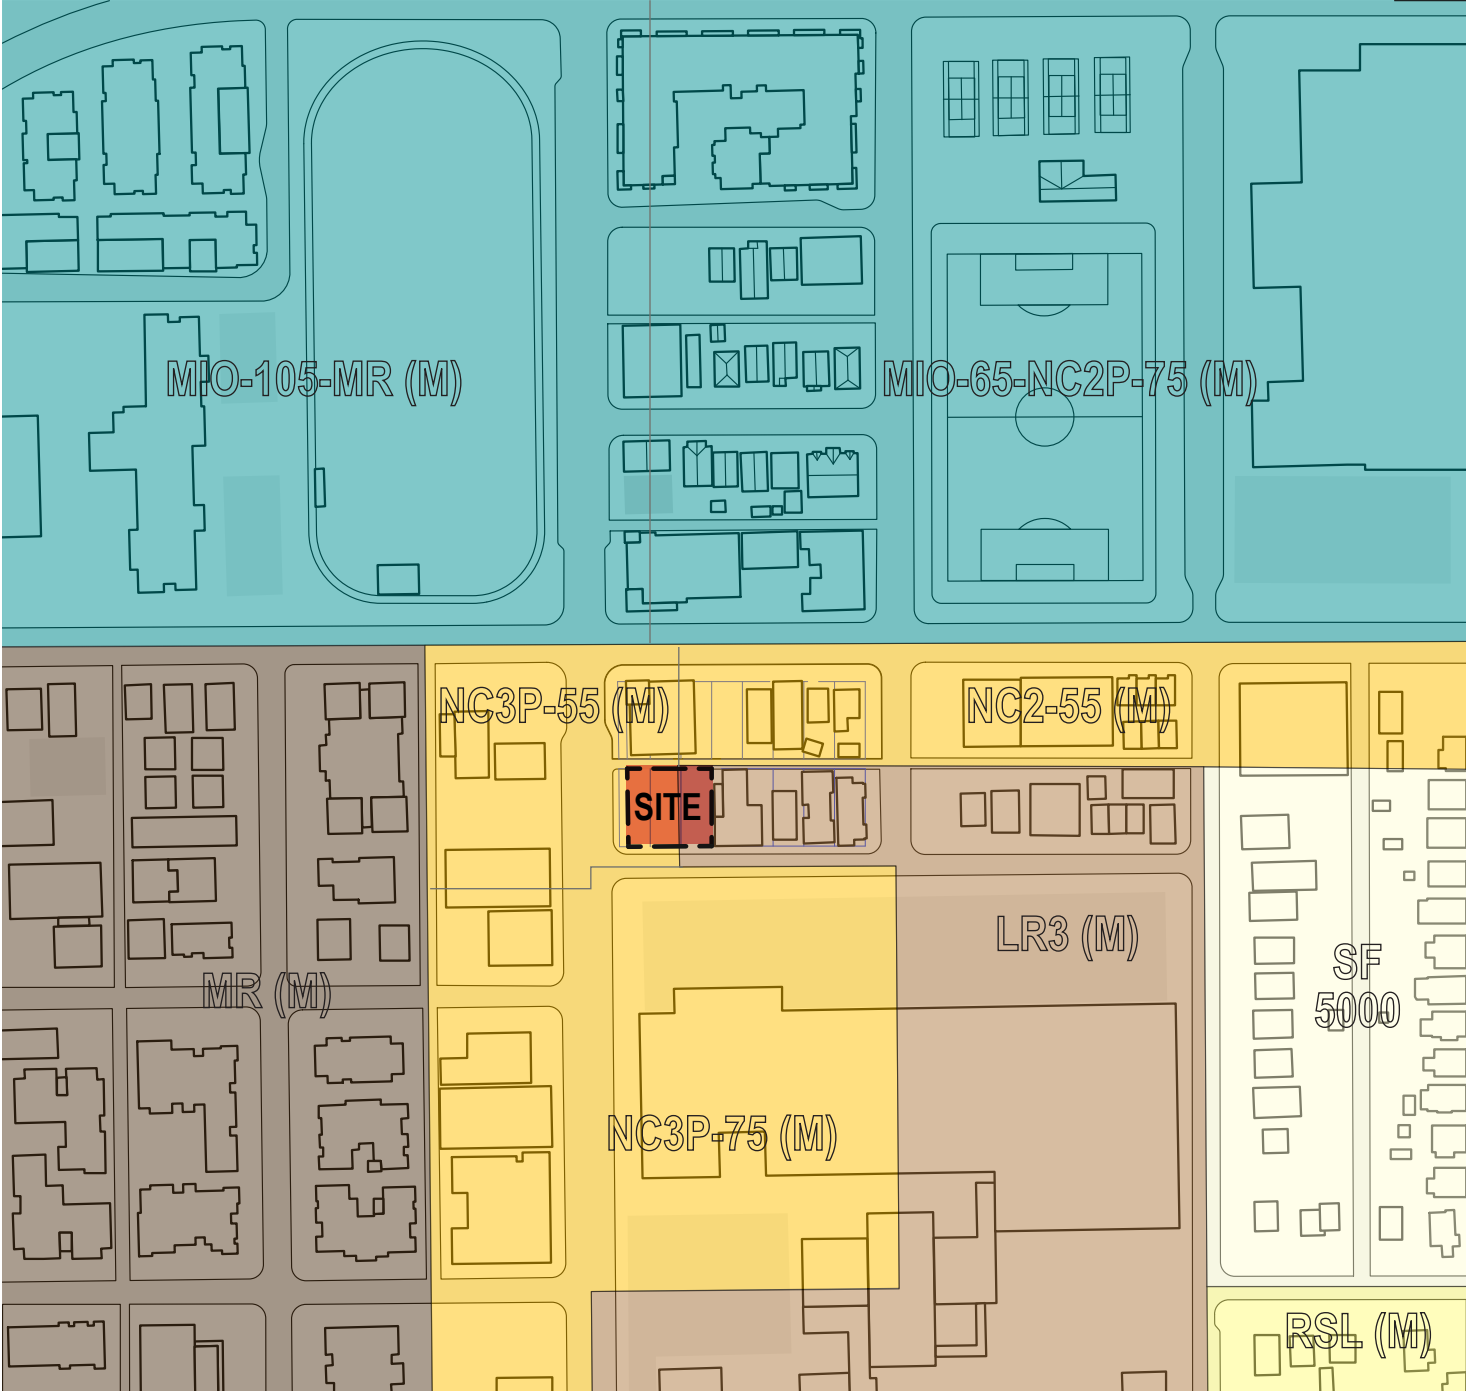 MIO-105-MR (M)
MIO-65-NC2P-75 (M)
NC3P-55 (M)
NC2-55 (M)
SITE
LR3 (M)
SF
5000
MR (M)
NC3P-75 (M)
RSL (M)